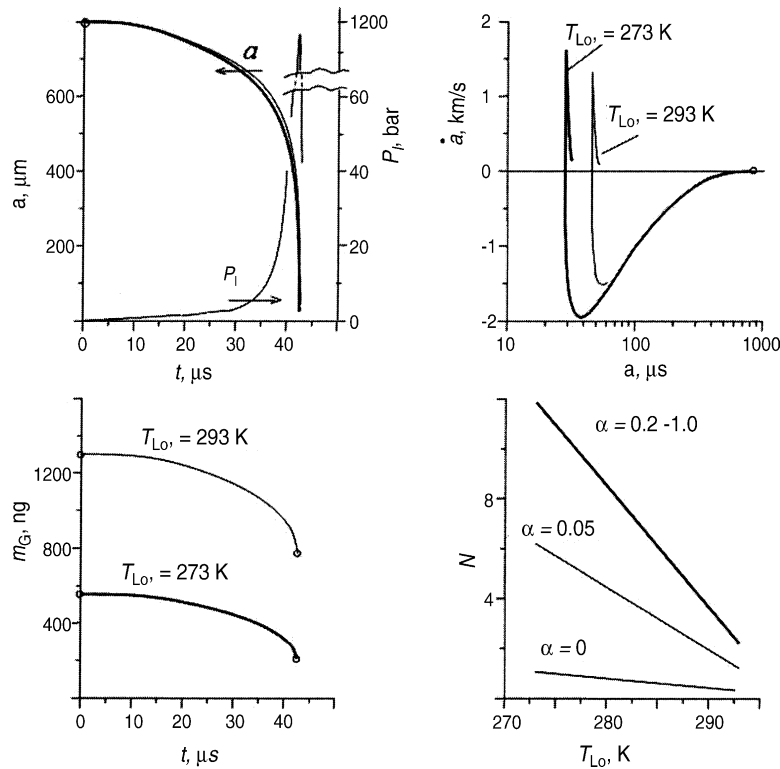 1200
a
600
60
a, μm
P_l, bar
400
40
200
20
P_l
0
0 10 20 30 40
t, μs
2
T_Lo, = 273 K
1
ȧ, km/s
T_Lo, = 293 K
0
-1
-2
10 100 1000
a, μs
T_Lo, = 293 K
1200
m_G, ng
800
T_Lo, = 273 K
400
0 10 20 30 40
t, μs
α = 0.2 -1.0
8
α = 0.05
N
4
α = 0
270 280 290
T_Lo, K